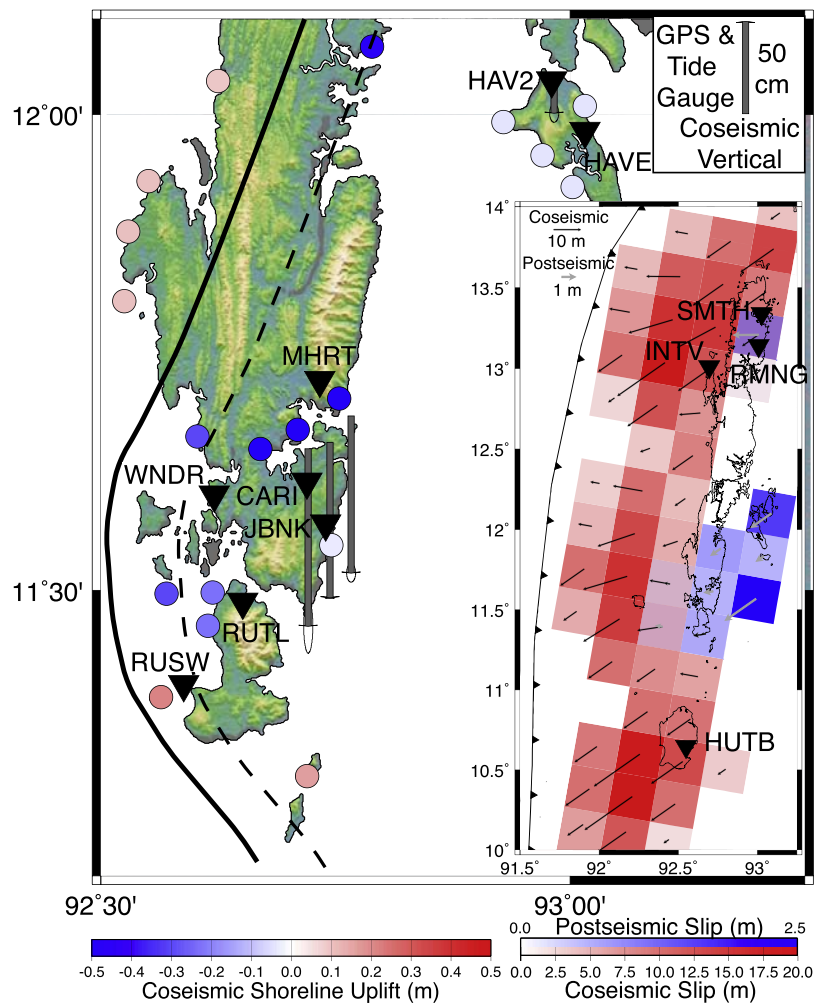 GPS &
Tide
Gauge
50
cm
Coseismic
Vertical
HAV2
HAVE
12°00'
11°30'
MHRT
WNDR
CARI
JBNK
RUTL
RUSW
92°30'
93°00'
Coseismic
10 m
Postseismic
1 m
14˚
13.5˚
13˚
12.5˚
12˚
11.5˚
11˚
10.5˚
10˚
SMTH
INTV
RMNG
HUTB
91.5˚ 92˚ 92.5˚ 93˚
-0.5 -0.4 -0.3 -0.2 -0.1 0.0 0.1 0.2 0.3 0.4 0.5
Coseismic Shoreline Uplift (m)
0.0 2.5
Postseismic Slip (m)
0.0 2.5 5.0 7.5 10.0 12.5 15.0 17.5 20.0
Coseismic Slip (m)